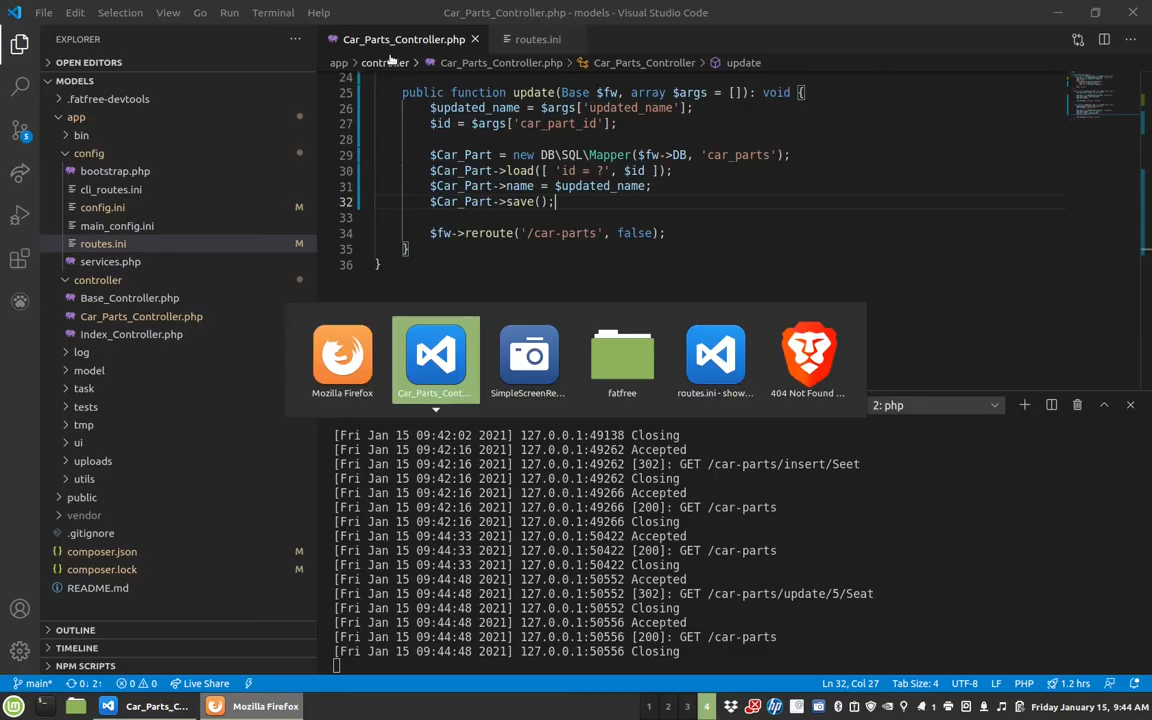 File Edit Selection View Go Run Terminal Help
Car_Parts_Controller.php - models - Visual Studio Code
EXPLORER
Car_Parts_Controller.php
routes.ini
OPEN EDITORS
app > controller > Car_Parts_Controller.php > Car_Parts_Controller > update
MODELS
.fatfree-devtools
app
bin
config
bootstrap.php
cli_routes.ini
config.ini M
main_config.ini
routes.ini M
services.php
controller
Base_Controller.php
Car_Parts_Controller.php
Index_Controller.php
log
model
task
tests
tmp
ui
uploads
utils
public
vendor
.gitignore
composer.json M
composer.lock M
README.md
OUTLINE
TIMELINE
NPM SCRIPTS
5
24
25 public function update(Base $fw, array $args = []): void {
26 $updated_name = $args['updated_name'];
27 $id = $args['car_part_id'];
28
29 $Car_Part = new DB\SQL\Mapper($fw->DB, 'car_parts');
30 $Car_Part->load([ 'id = ?', $id ]);
31 $Car_Part->name = $updated_name;
32 $Car_Part->save();
33
34 $fw->reroute('/car-parts', false);
35 }
36 }
Mozilla Firefox
Car_Parts_Cont...
SimpleScreenRe...
fatfree
routes.ini - show...
404 Not Found ...
2: php
[Fri Jan 15 09:42:02 2021] 127.0.0.1:49138 Closing
[Fri Jan 15 09:42:16 2021] 127.0.0.1:49262 Accepted
[Fri Jan 15 09:42:16 2021] 127.0.0.1:49262 [302]: GET /car-parts/insert/Seet
[Fri Jan 15 09:42:16 2021] 127.0.0.1:49262 Closing
[Fri Jan 15 09:42:16 2021] 127.0.0.1:49266 Accepted
[Fri Jan 15 09:42:16 2021] 127.0.0.1:49266 [200]: GET /car-parts
[Fri Jan 15 09:42:16 2021] 127.0.0.1:49266 Closing
[Fri Jan 15 09:44:33 2021] 127.0.0.1:50422 Accepted
[Fri Jan 15 09:44:33 2021] 127.0.0.1:50422 [200]: GET /car-parts
[Fri Jan 15 09:44:33 2021] 127.0.0.1:50422 Closing
[Fri Jan 15 09:44:48 2021] 127.0.0.1:50552 Accepted
[Fri Jan 15 09:44:48 2021] 127.0.0.1:50552 [302]: GET /car-parts/update/5/Seat
[Fri Jan 15 09:44:48 2021] 127.0.0.1:50552 Closing
[Fri Jan 15 09:44:48 2021] 127.0.0.1:50556 Accepted
[Fri Jan 15 09:44:48 2021] 127.0.0.1:50556 [200]: GET /car-parts
[Fri Jan 15 09:44:48 2021] 127.0.0.1:50556 Closing
main* 0↓ 2↑ 0 0 Live Share
Ln 32, Col 27 Tab Size: 4 UTF-8 LF PHP 1.2 hrs
Car_Parts_C...
Mozilla Firefox
1 2 3 4
1
Friday January 15, 9:44 AM